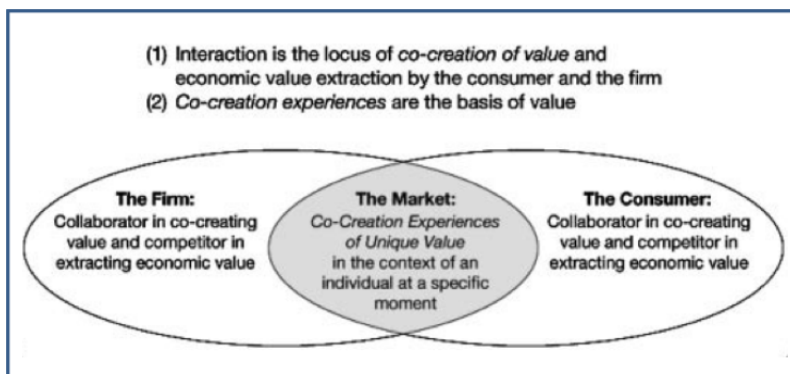 (1) Interaction is the locus of co-creation of value and
economic value extraction by the consumer and the firm
(2) Co-creation experiences are the basis of value
The Firm:
Collaborator in co-creating
value and competitor in
extracting economic value
The Market:
Co-Creation Experiences
of Unique Value
in the context of an
individual at a specific
moment
The Consumer:
Collaborator in co-creating
value and competitor in
extracting economic value